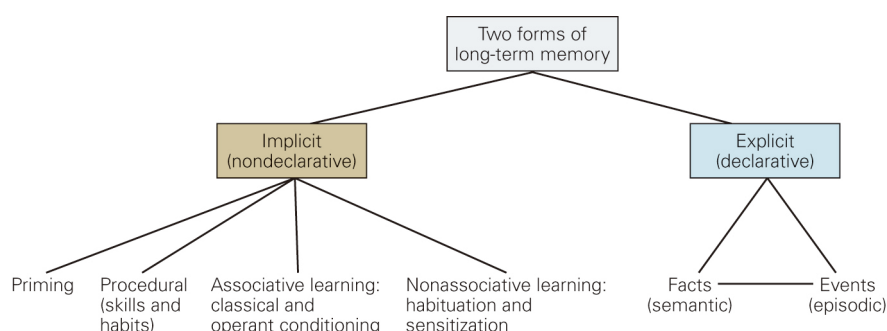 Two forms of
long-term memory
Implicit
(nondeclarative)
Explicit
(declarative)
Priming
Procedural
(skills and
habits)
Associative learning:
classical and
operant conditioning
Nonassociative learning:
habituation and
sensitization
Facts
(semantic)
Events
(episodic)